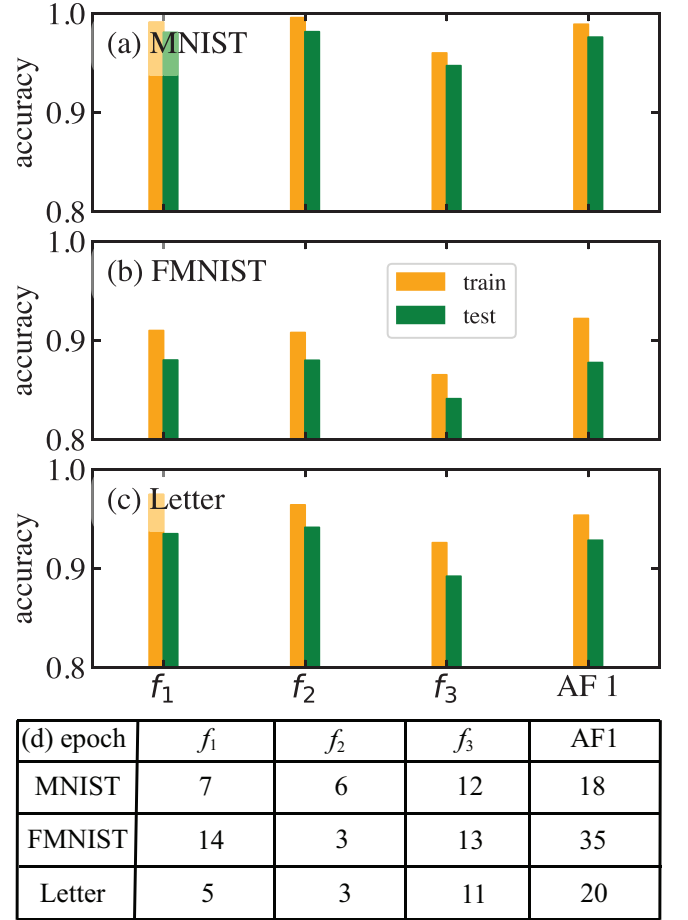 1.0
(a) MNIST
accuracy
0.9
0.8
1.0
(b) FMNIST
train
test
accuracy
0.9
0.8
1.0
(c) Letter
accuracy
0.9
0.8
f1 f2 f3 AF 1
(d) epoch f1 f2 f3 AF1
MNIST 7 6 12 18
FMNIST 14 3 13 35
Letter 5 3 11 20